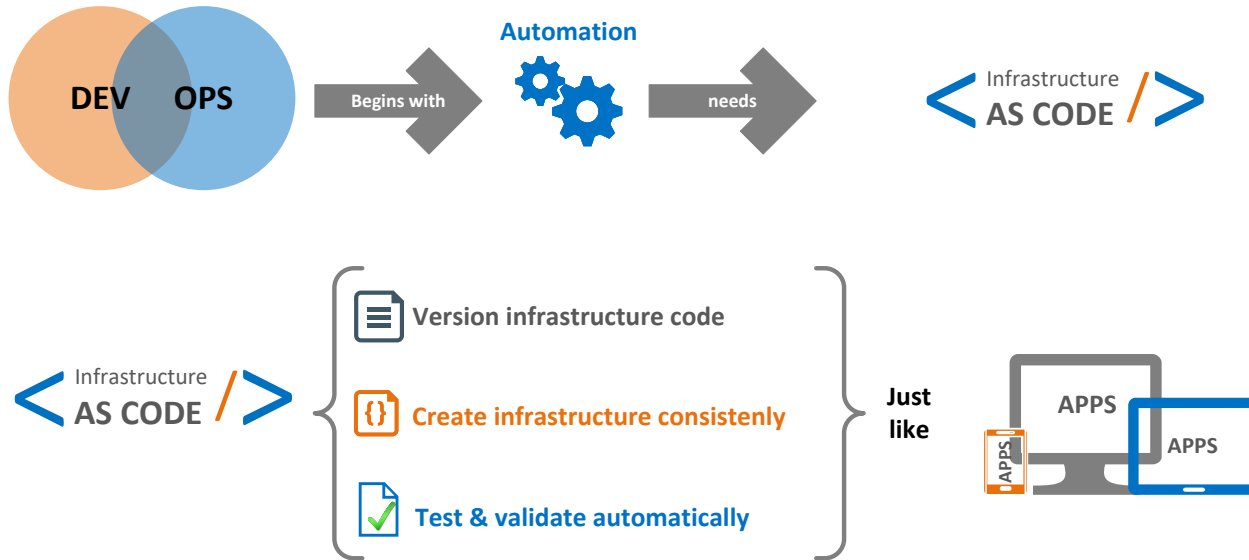 Automation
DEV OPS
Begins with
needs
Infrastructure
< AS CODE />
Version infrastructure code
Infrastructure
< AS CODE />
{} Create infrastructure consistenly
Just
like
APPS
APPS
APPS
Test & validate automatically